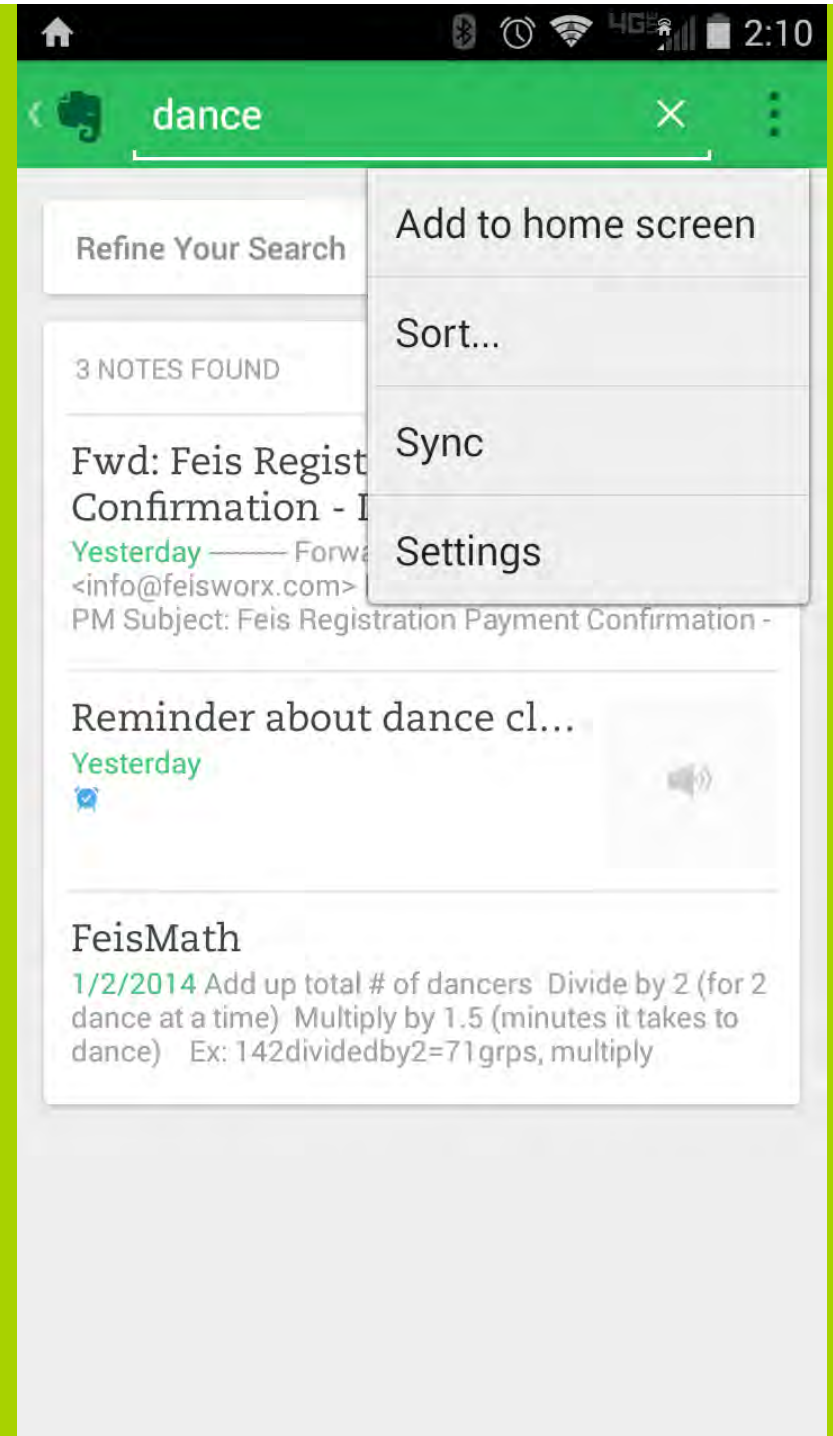 4G 2:10
dance
Add to home screen
Refine Your Search
Sort...
3 NOTES FOUND
Sync
Fwd: Feis Regist
Confirmation -
Settings
Yesterday ——— Forwa
<info@feisworx.com>
PM Subject: Feis Registration Payment Confirmation -
Reminder about dance cl...
Yesterday
FeisMath
1/2/2014 Add up total # of dancers Divide by 2 (for 2
dance at a time) Multiply by 1.5 (minutes it takes to
dance) Ex: 142dividedby2=71grps, multiply